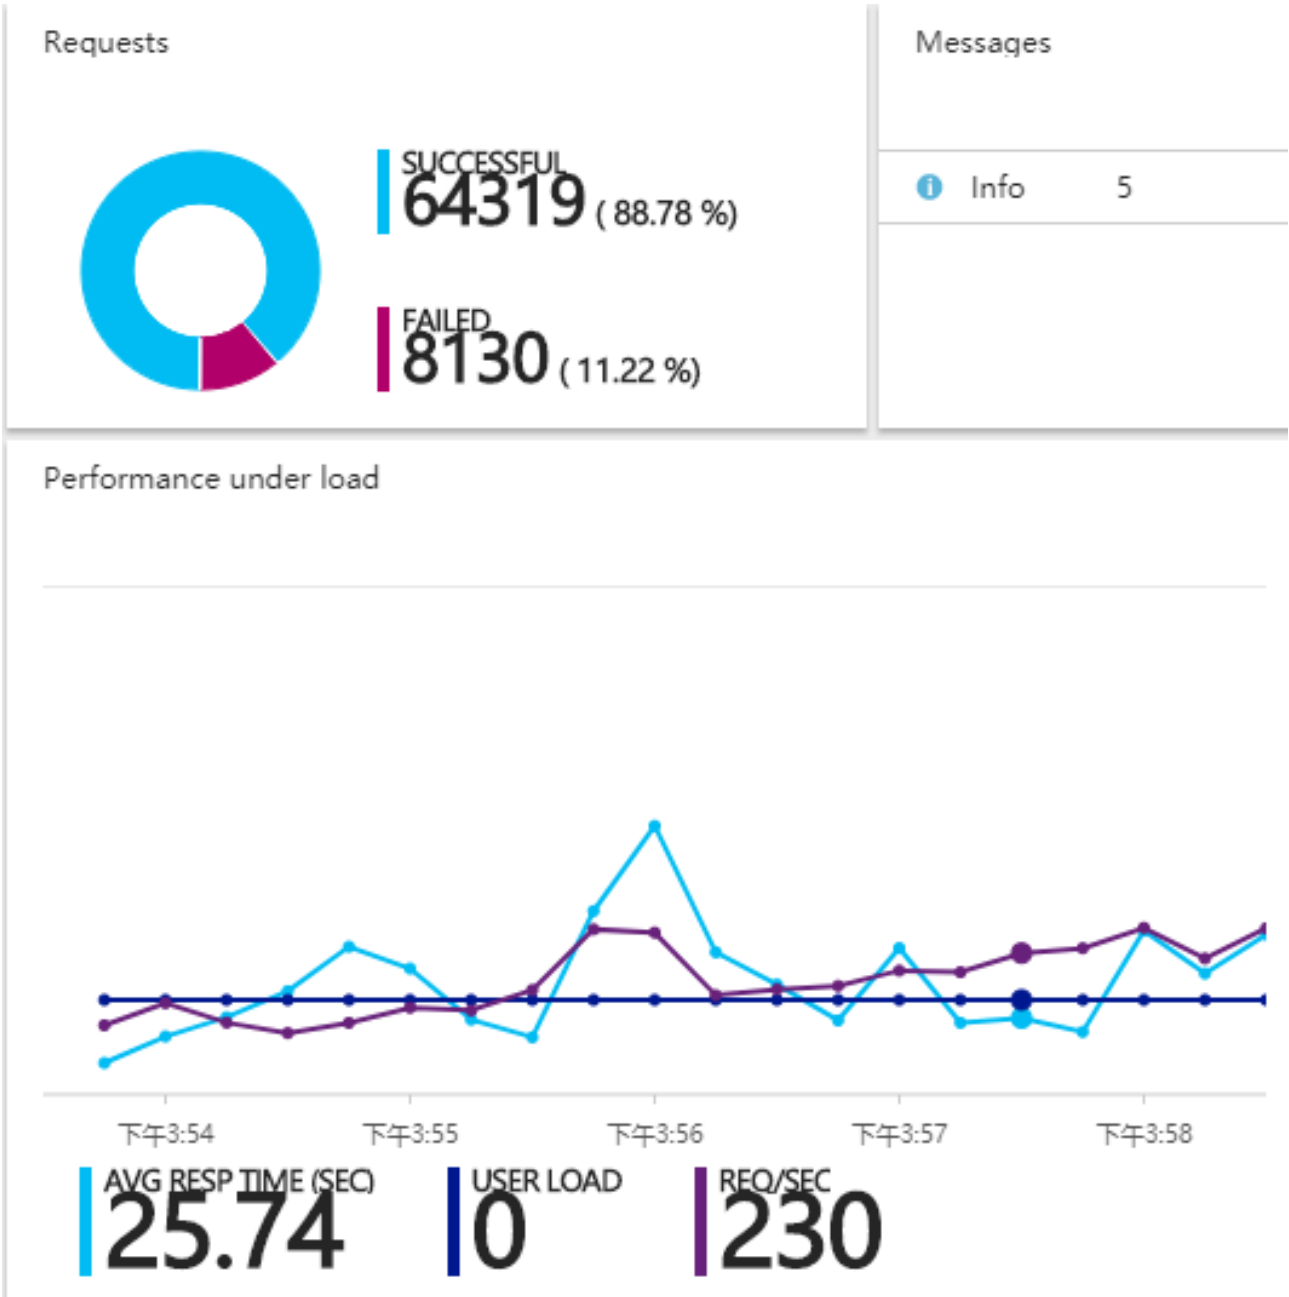 Requests
SUCCESSFUL
64319 ( 88.78 %)
FAILED
8130 ( 11.22 %)
Messages
Info 5
Performance under load
下午3:54 下午3:55 下午3:56 下午3:57 下午3:58
AVG RESP TIME (SEC) USER LOAD REQ/SEC
25.74 0 230